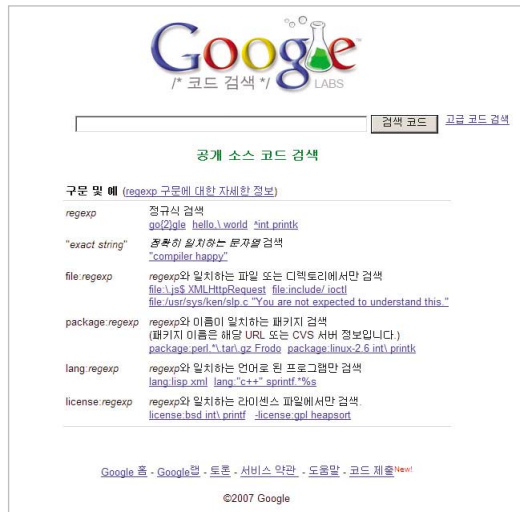 Google
/* 코드 검색 */ LABS
검색 코드 고급 코드 검색
공개 소스 코드 검색
구문 및 예 (regexp 구문에 대한 자세한 정보)
regexp 정규식 검색
go{2}gle hello,\ world ^int printk
"exact string" 정확히 일치하는 문자열 검색
"compiler happy"
file:regexp regexp와 일치하는 파일 또는 디렉토리에서만 검색
file:\.js$ XMLHttpRequest file:include/ ioctl
file:/usr/sys/ken/slp.c "You are not expected to understand this."
package:regexp regexp와 이름이 일치하는 패키지 검색
(패키지 이름은 해당 URL 또는 CVS 서버 정보입니다.)
package:perl.*\.tar\.gz Frodo package:linux-2.6 int\ printk
lang:regexp regexp와 일치하는 언어로 된 프로그램만 검색
lang:lisp xml lang:"c++" sprintf.*%s
license:regexp regexp와 일치하는 라이센스 파일에서만 검색.
license:bsd int\ printf -license:gpl heapsort
Google 홈 - Google랩 - 토론 - 서비스 약관 - 도움말 - 코드 제출New!
©2007 Google